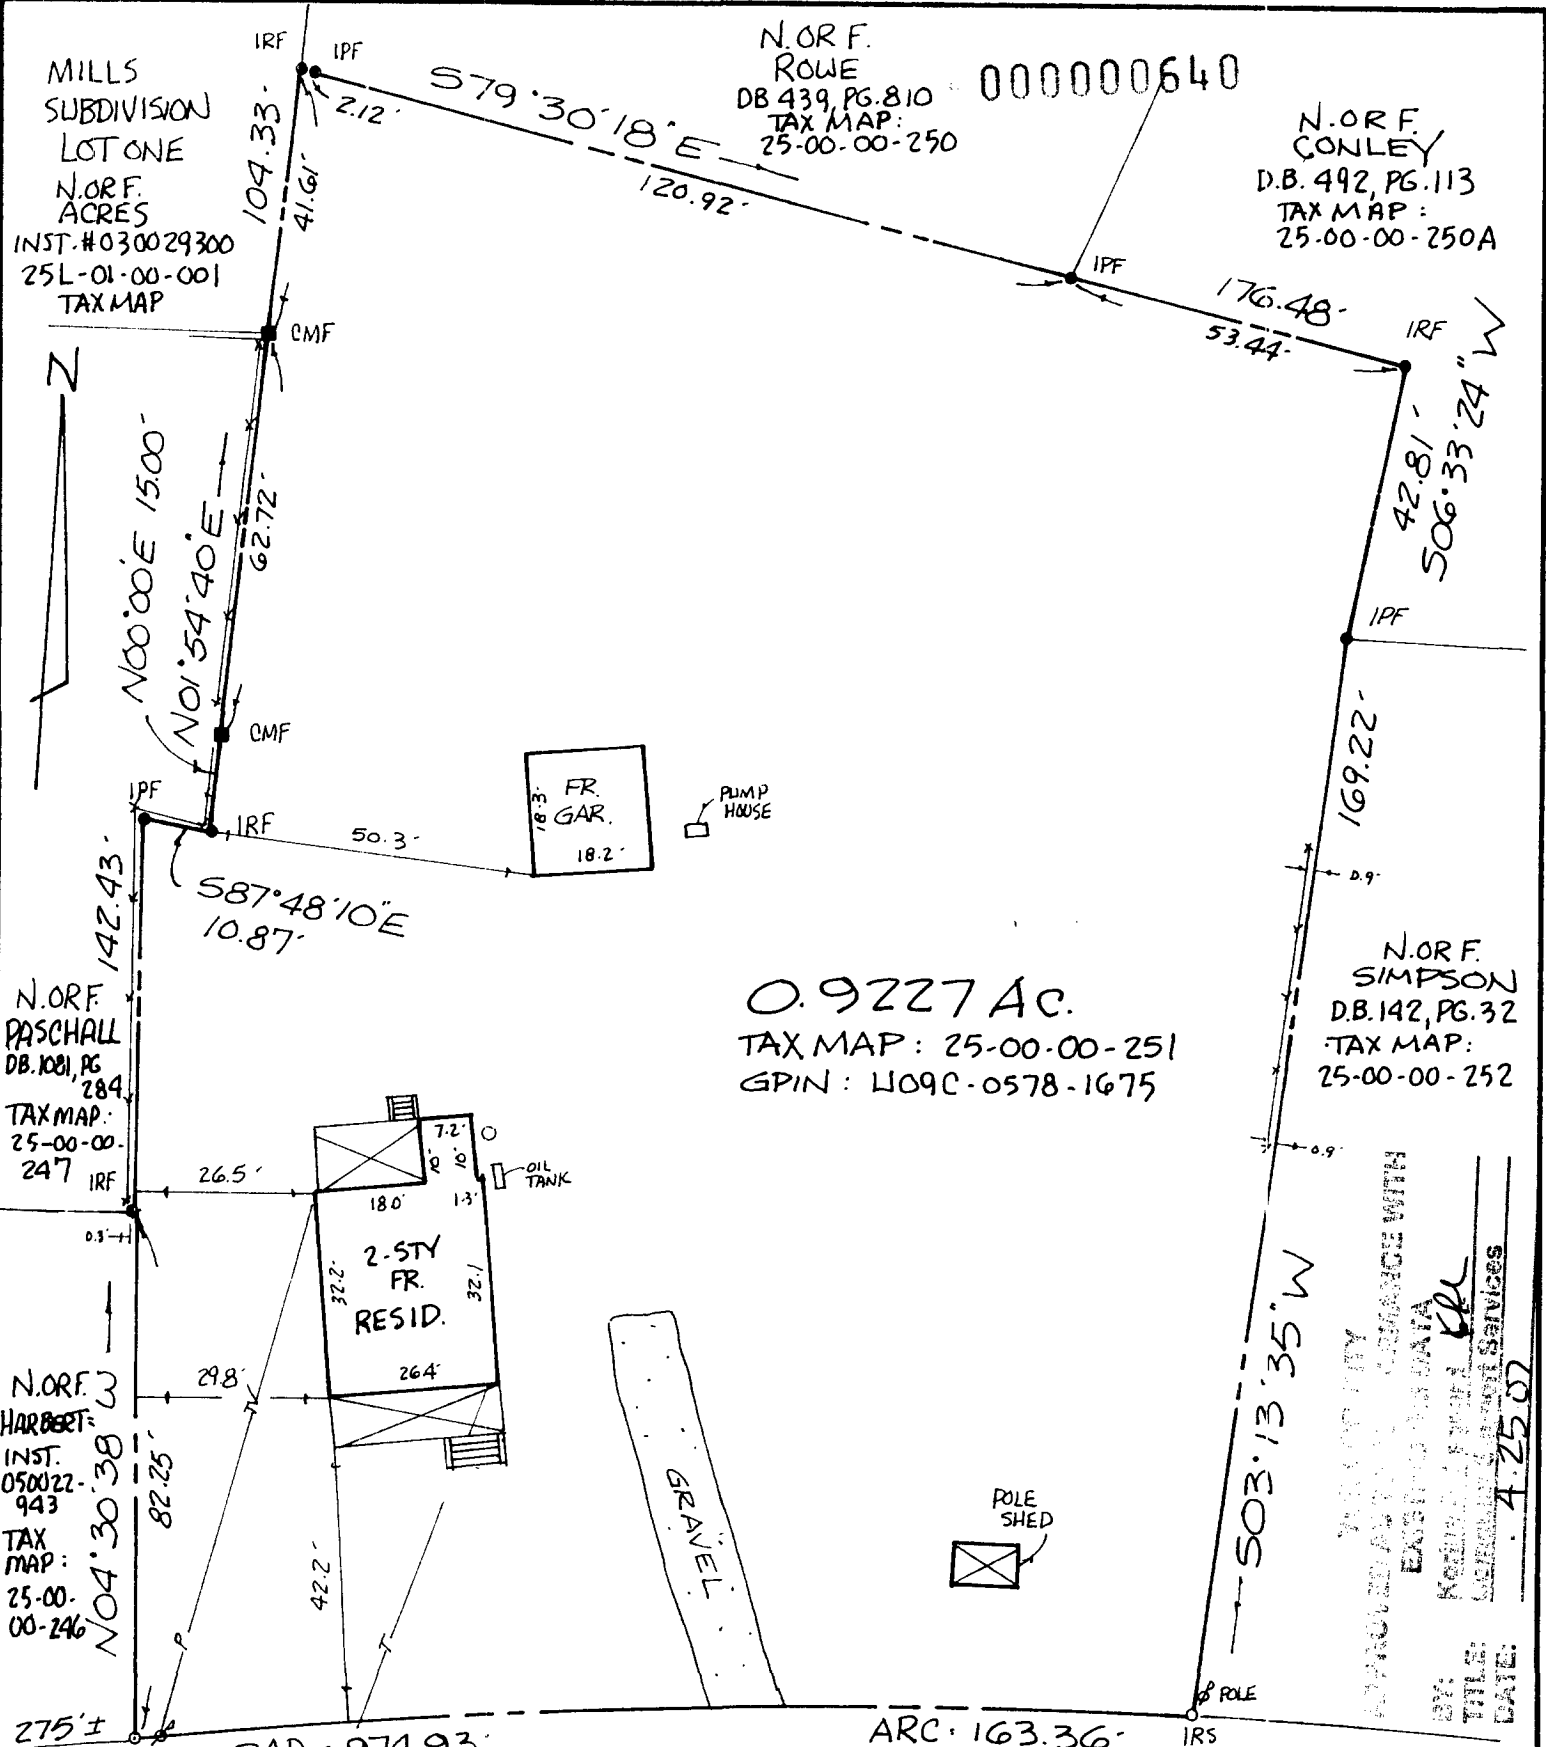 MILLS
SUBDIVISION
LOT ONE
N. OR F.
ACRES
INST. #030029300
25L-01-00-001
TAX MAP
IRF
IPF
2.12'
104.33'
41.61'
S79°30'18"E
120.92'
N. OR F.
ROWE
DB 439, PG. 810
TAX MAP:
25-00-00-250
000000640
N. OR F.
CONLEY
D.B. 492, PG. 113
TAX MAP:
25-00-00-250A
IPF
176.48'
53.44'
IRF
42.81'
S06°33'24"W
IPF
CMF
N
N00°00'E 15.00'
N01°54'40"E
62.72'
CMF
IPF
IRF
50.3'
S87°48'10"E
10.87'
FR.
GAR.
18.3'
18.2'
PUMP
HOUSE
169.22'
0.9'
142.43'
N. OR F.
PASCHALL
DB. 1081, PG
284
TAX MAP:
25-00-00-
247
IRF
0.3'
0.9227 AC.
TAX MAP: 25-00-00-251
GPIN: H09C-0578-1675
N. OR F.
SIMPSON
D.B. 142, PG. 32
TAX MAP:
25-00-00-252
0.9'
26.5'
7.2'
10'
10'
18.0'
1.3'
OIL
TANK
2-STY
FR.
RESID.
32.2'
32.1
26.4'
29.8'
TV
N. OR F.
HARBERT:
INST.
050022-
943
TAX
MAP:
25-00-
00-246
N04°30'38"W
82.25'
42.2'
P
T
GRAVEL
POLE
SHED
S03°13'35"W
POLE
IRS
275'±
RAD: 974.93'
ARC: 163.36'
EXISTING DATA
BY:
TITLE: Services
DATE: 4.25.07